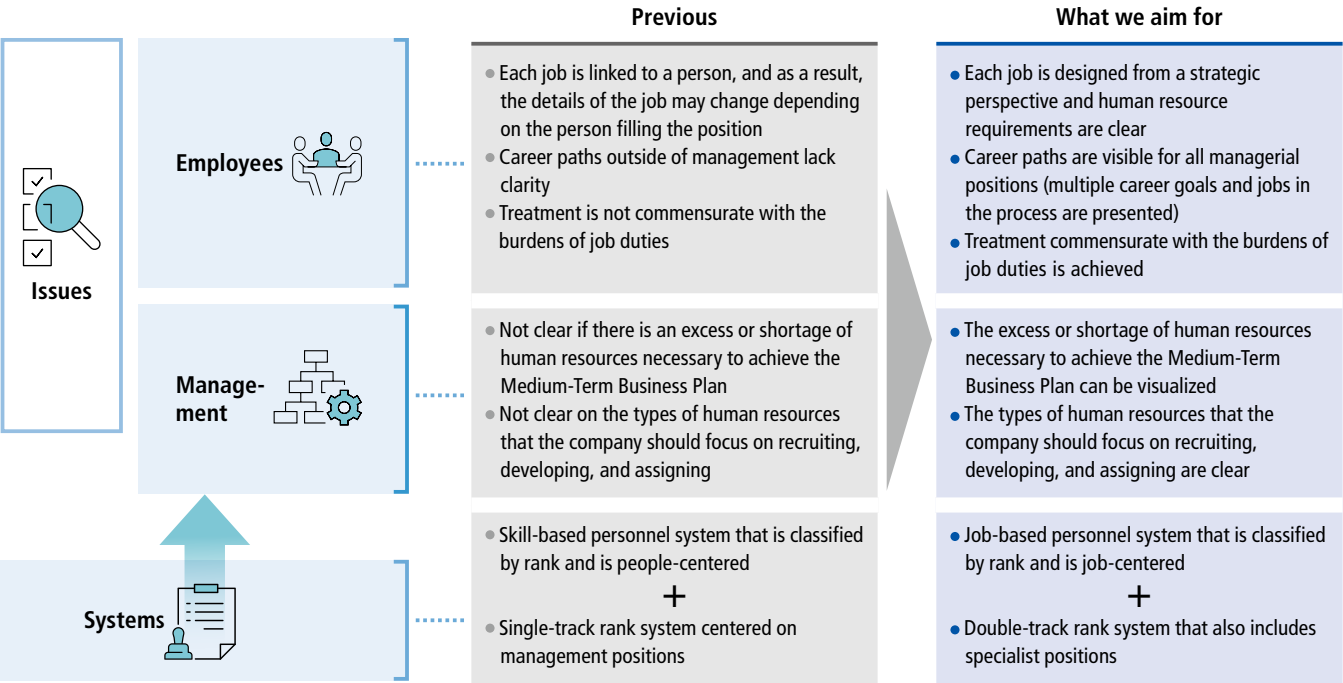 Previous
What we aim for
Issues
Employees
• Each job is linked to a person, and as a result,
the details of the job may change depending
on the person filling the position
• Career paths outside of management lack
clarity
• Treatment is not commensurate with the
burdens of job duties
• Each job is designed from a strategic
perspective and human resource
requirements are clear
• Career paths are visible for all managerial
positions (multiple career goals and jobs in
the process are presented)
• Treatment commensurate with the burdens of
job duties is achieved
Manage-
ment
• Not clear if there is an excess or shortage of
human resources necessary to achieve the
Medium-Term Business Plan
• Not clear on the types of human resources
that the company should focus on recruiting,
developing, and assigning
• The excess or shortage of human resources
necessary to achieve the Medium-Term
Business Plan can be visualized
• The types of human resources that the
company should focus on recruiting,
developing, and assigning are clear
Systems
• Skill-based personnel system that is classified
by rank and is people-centered
+
• Single-track rank system centered on
management positions
• Job-based personnel system that is classified
by rank and is job-centered
+
• Double-track rank system that also includes
specialist positions